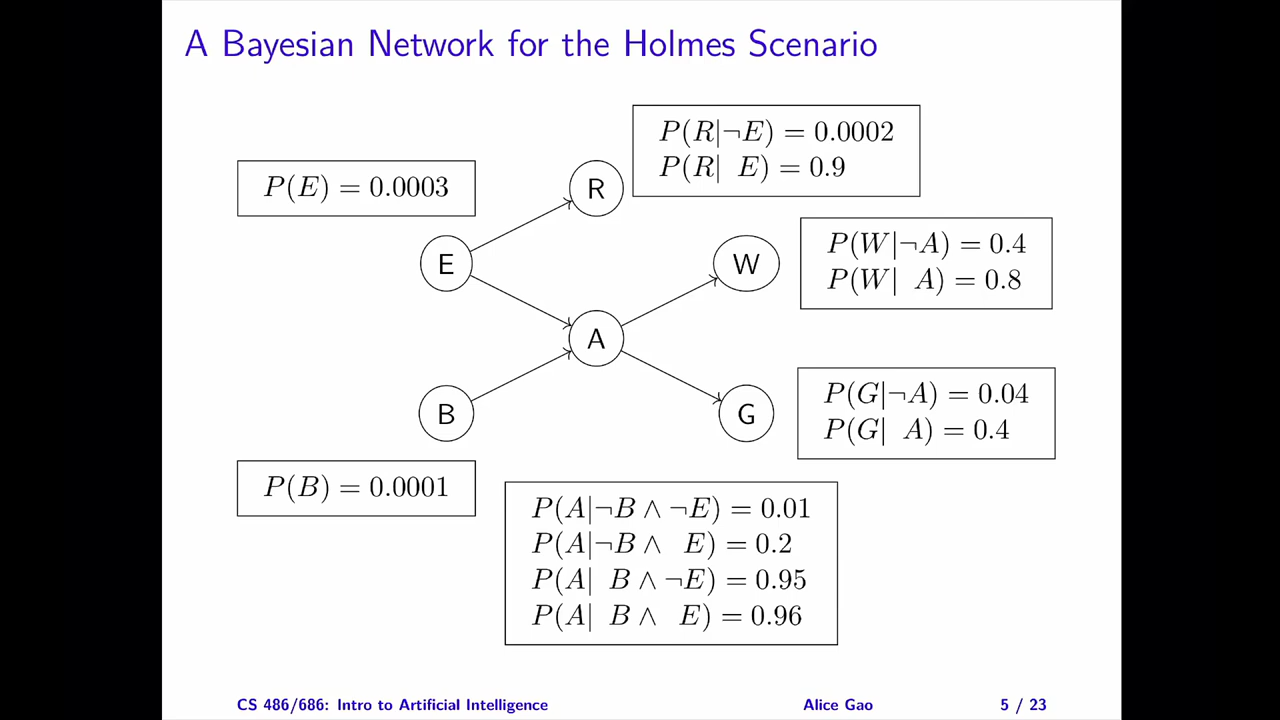 A Bayesian Network for the Holmes Scenario
P(R|¬E) = 0.0002
P(R| E) = 0.9
P(E) = 0.0003
R
P(W|¬A) = 0.4
P(W| A) = 0.8
E
W
A
P(G|¬A) = 0.04
P(G| A) = 0.4
B
G
P(B) = 0.0001
P(A|¬B ∧ ¬E) = 0.01
P(A|¬B ∧ E) = 0.2
P(A| B ∧ ¬E) = 0.95
P(A| B ∧ E) = 0.96
CS 486/686: Intro to Artificial Intelligence Alice Gao 5 / 23